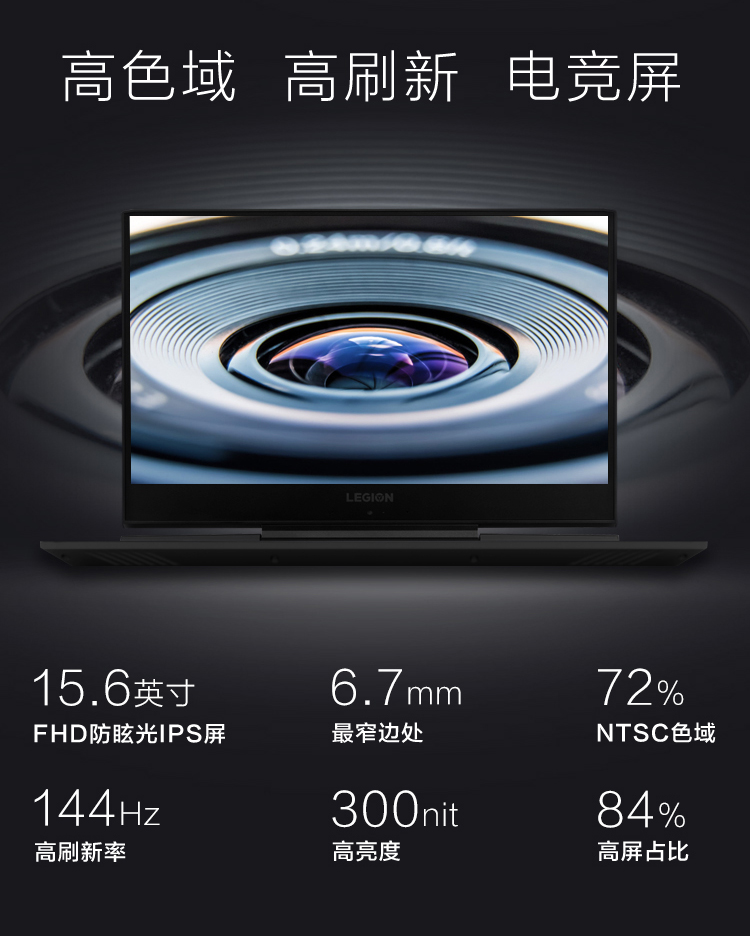 高色域 高刷新 电竞屏
LEGION
15.6英寸 6.7mm 72%
FHD防眩光IPS屏 最窄边处 NTSC色域
144Hz 300nit 84%
高刷新率 高亮度 高屏占比